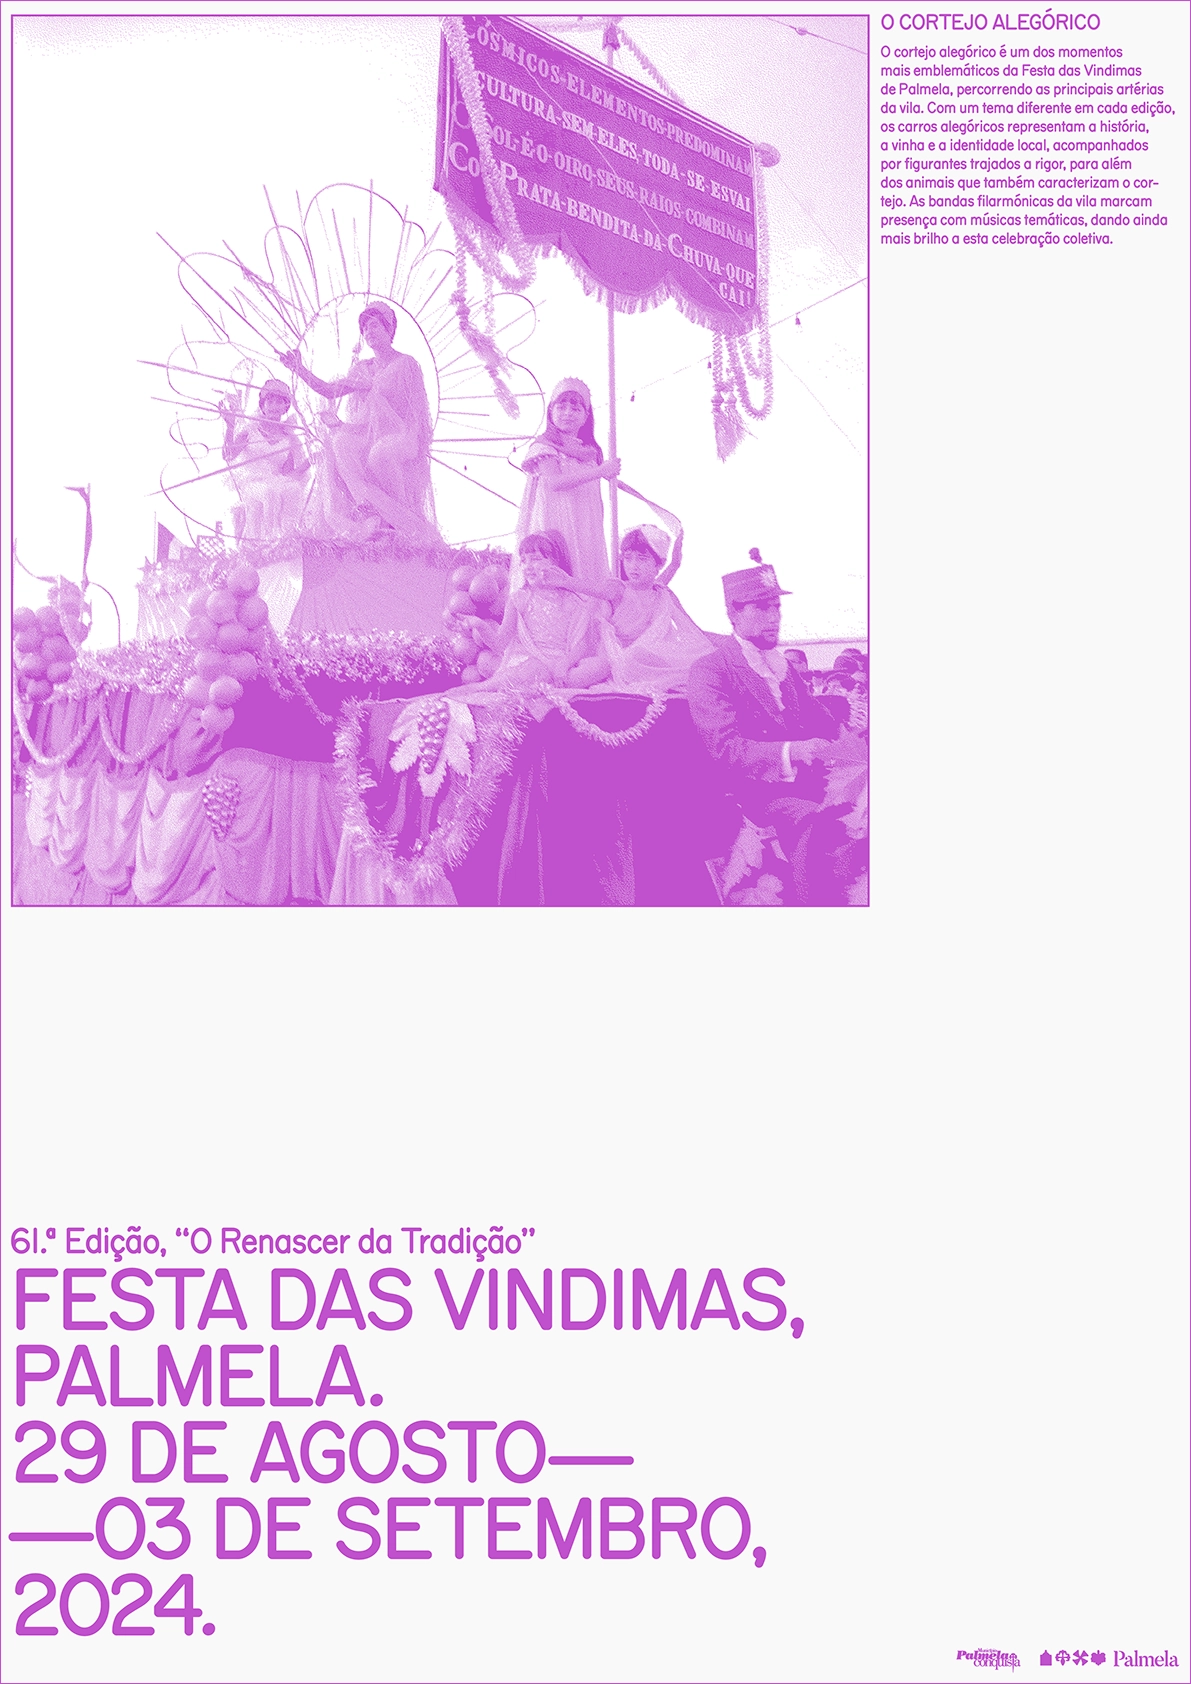 CÓSMICOS-ELEMENTOS-PREDOMINAM
CULTURA-SEM-ELES-TODA-SE-ESVAI
O SOL-É-O-OIRO-SEUS-RAIOS-COMBINAM
COM PRATA-BENDITA-DA-CHUVA-QUE
CAI!
O CORTEJO ALEGÓRICO
O cortejo alegórico é um dos momentos
mais emblemáticos da Festa das Vindimas
de Palmela, percorrendo as principais artérias
da vila. Com um tema diferente em cada edição,
os carros alegóricos representam a história,
a vinha e a identidade local, acompanhados
por figurantes trajados a rigor, para além
dos animais que também caracterizam o cor-
tejo. As bandas filarmónicas da vila marcam
presença com músicas temáticas, dando ainda
mais brilho a esta celebração coletiva.
61.ª Edição, “O Renascer da Tradição”
FESTA DAS VINDIMAS,
PALMELA.
29 DE AGOSTO—
—03 DE SETEMBRO,
2024.
Palmela
conquista
Palmela